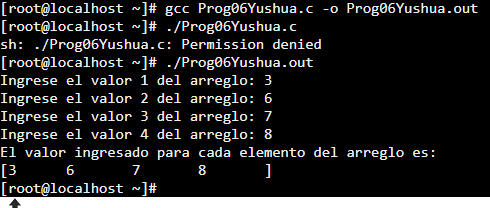 [root@localhost ~]# gcc Prog06Yushua.c -o Prog06Yushua.out
[root@localhost ~]# ./Prog06Yushua.c
sh: ./Prog06Yushua.c: Permission denied
[root@localhost ~]# ./Prog06Yushua.out
Ingrese el valor 1 del arreglo: 3
Ingrese el valor 2 del arreglo: 6
Ingrese el valor 3 del arreglo: 7
Ingrese el valor 4 del arreglo: 8
El valor ingresado para cada elemento del arreglo es:
[3      6       7       8       ]
[root@localhost ~]#